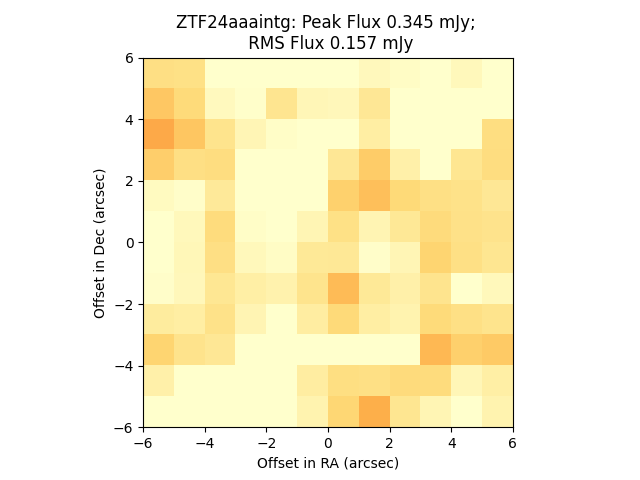 ZTF24aaaintg: Peak Flux 0.345 mJy;
RMS Flux 0.157 mJy
6
4
2
0
−2
−4
−6
Offset in Dec (arcsec)
−6 −4 −2 0 2 4 6
Offset in RA (arcsec)